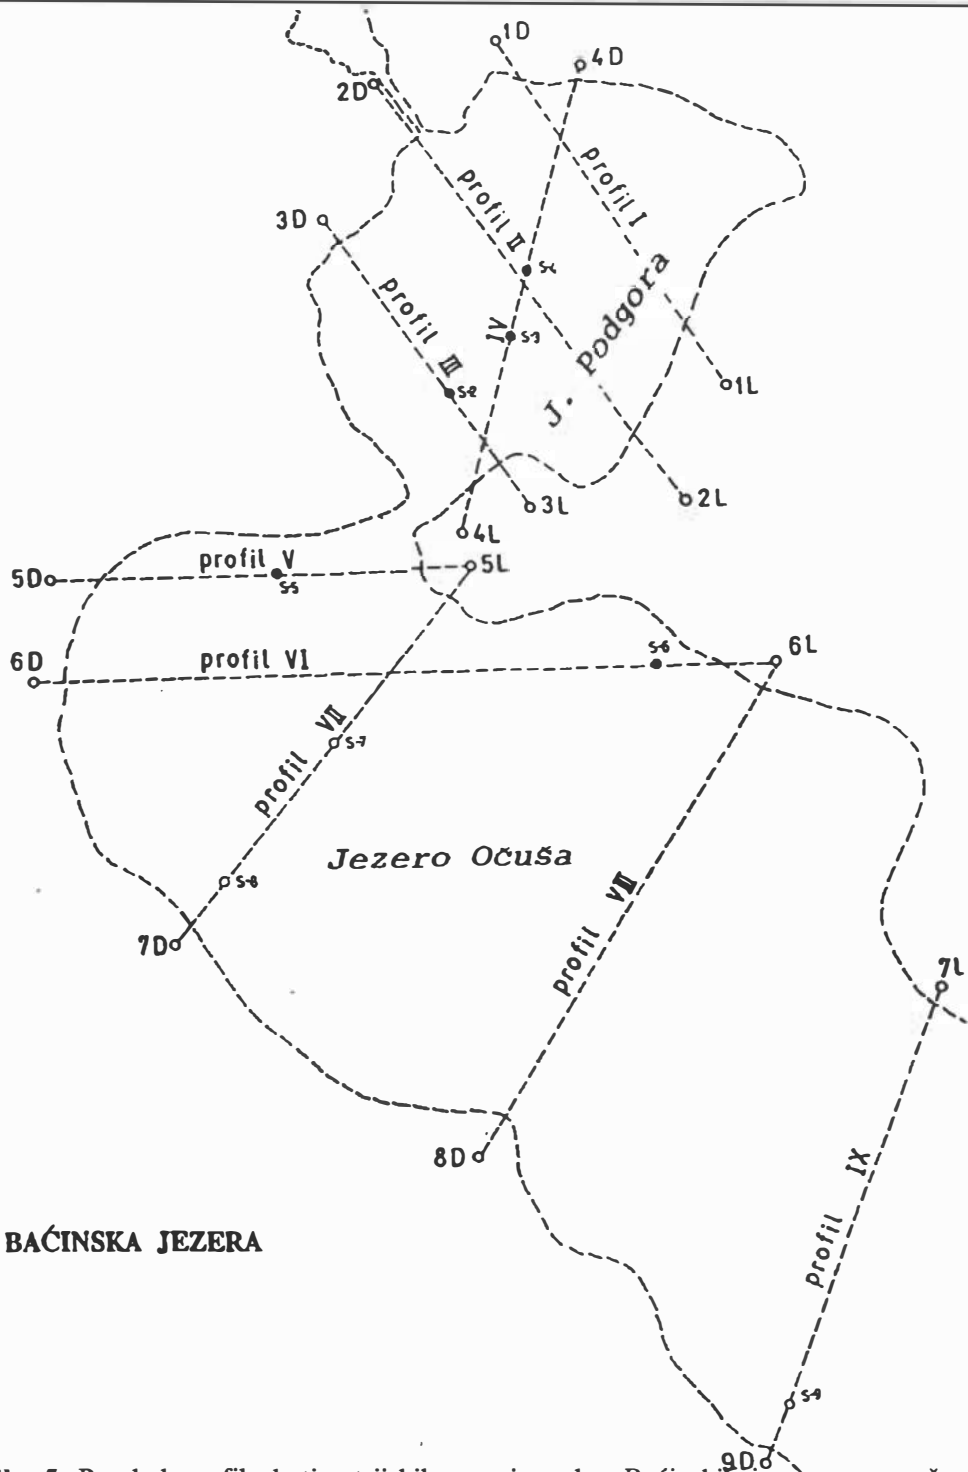 1D
4D
2D
profil I
profil II
3D
S-4
profil III
IV
S-3
J. Podgora
S-2
1L
3L
2L
4L
profil V
5L
5D
S-5
6D
profil VI
S-6
6L
profil VII
S-7
Jezero Očuša
S-8
profil VIII
7D
7L
8D
profil IX
BAĆINSKA JEZERA
S-9
9D